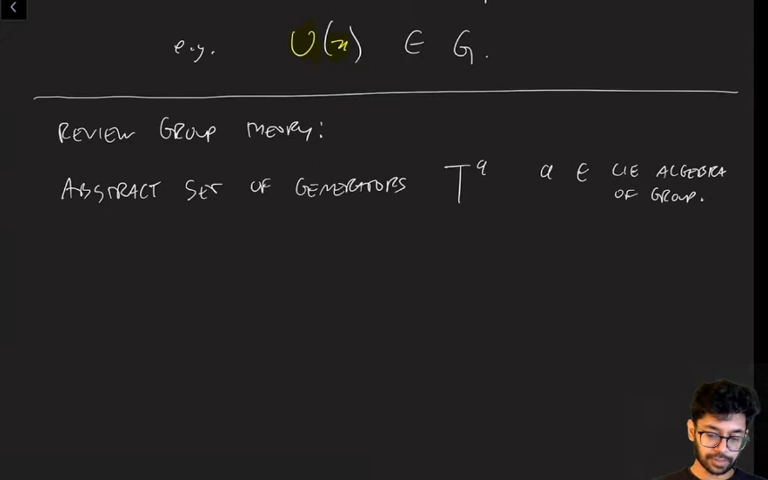 e.g. U(x) ∈ G.
REVIEW GROUP THEORY:
ABSTRACT SET OF GENERATORS T^a a ∈ LIE ALGEBRA
OF GROUP.